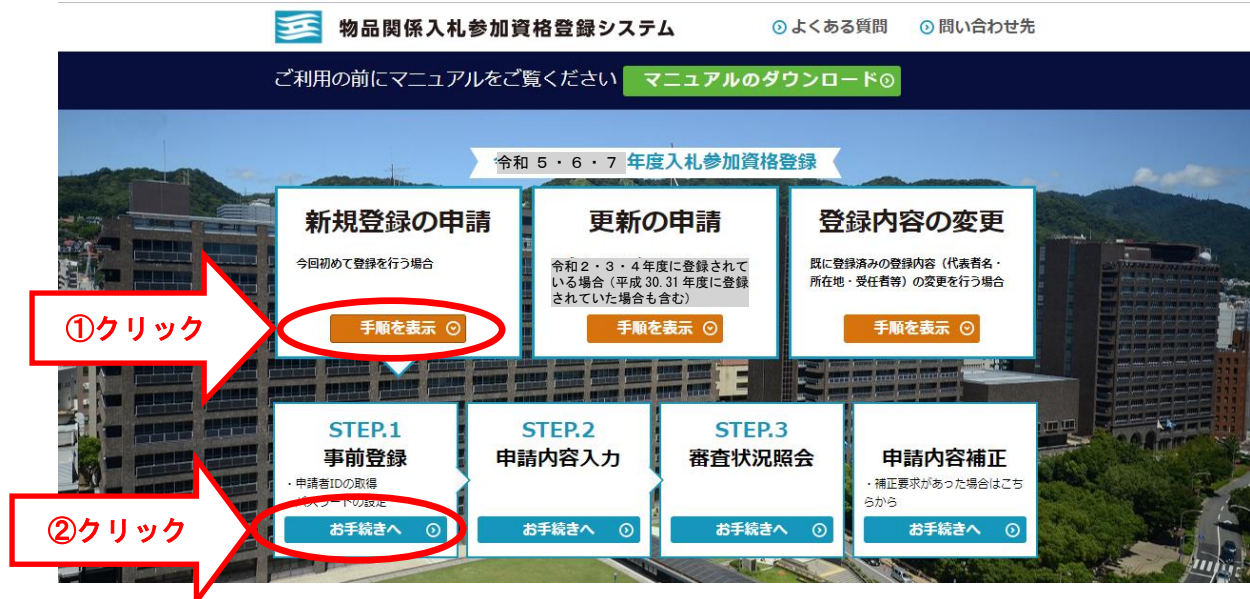 物品関係入札参加資格登録システム
よくある質問
問い合わせ先
ご利用の前にマニュアルをご覧ください
マニュアルのダウンロード
令和 5・6・7 年度入札参加資格登録
新規登録の申請
今回初めて登録を行う場合
手順を表示
更新の申請
令和2・3・4年度に登録されて
いる場合（平成30.31年度に登録
されていた場合も含む）
手順を表示
登録内容の変更
既に登録済みの登録内容（代表者名・
所在地・受任者等）の変更を行う場合
手順を表示
①クリック
STEP.1
事前登録
・申請者IDの取得
・パスワードの設定
お手続きへ
STEP.2
申請内容入力
お手続きへ
STEP.3
審査状況照会
お手続きへ
申請内容補正
・補正要求があった場合はこち
らから
お手続きへ
②クリック